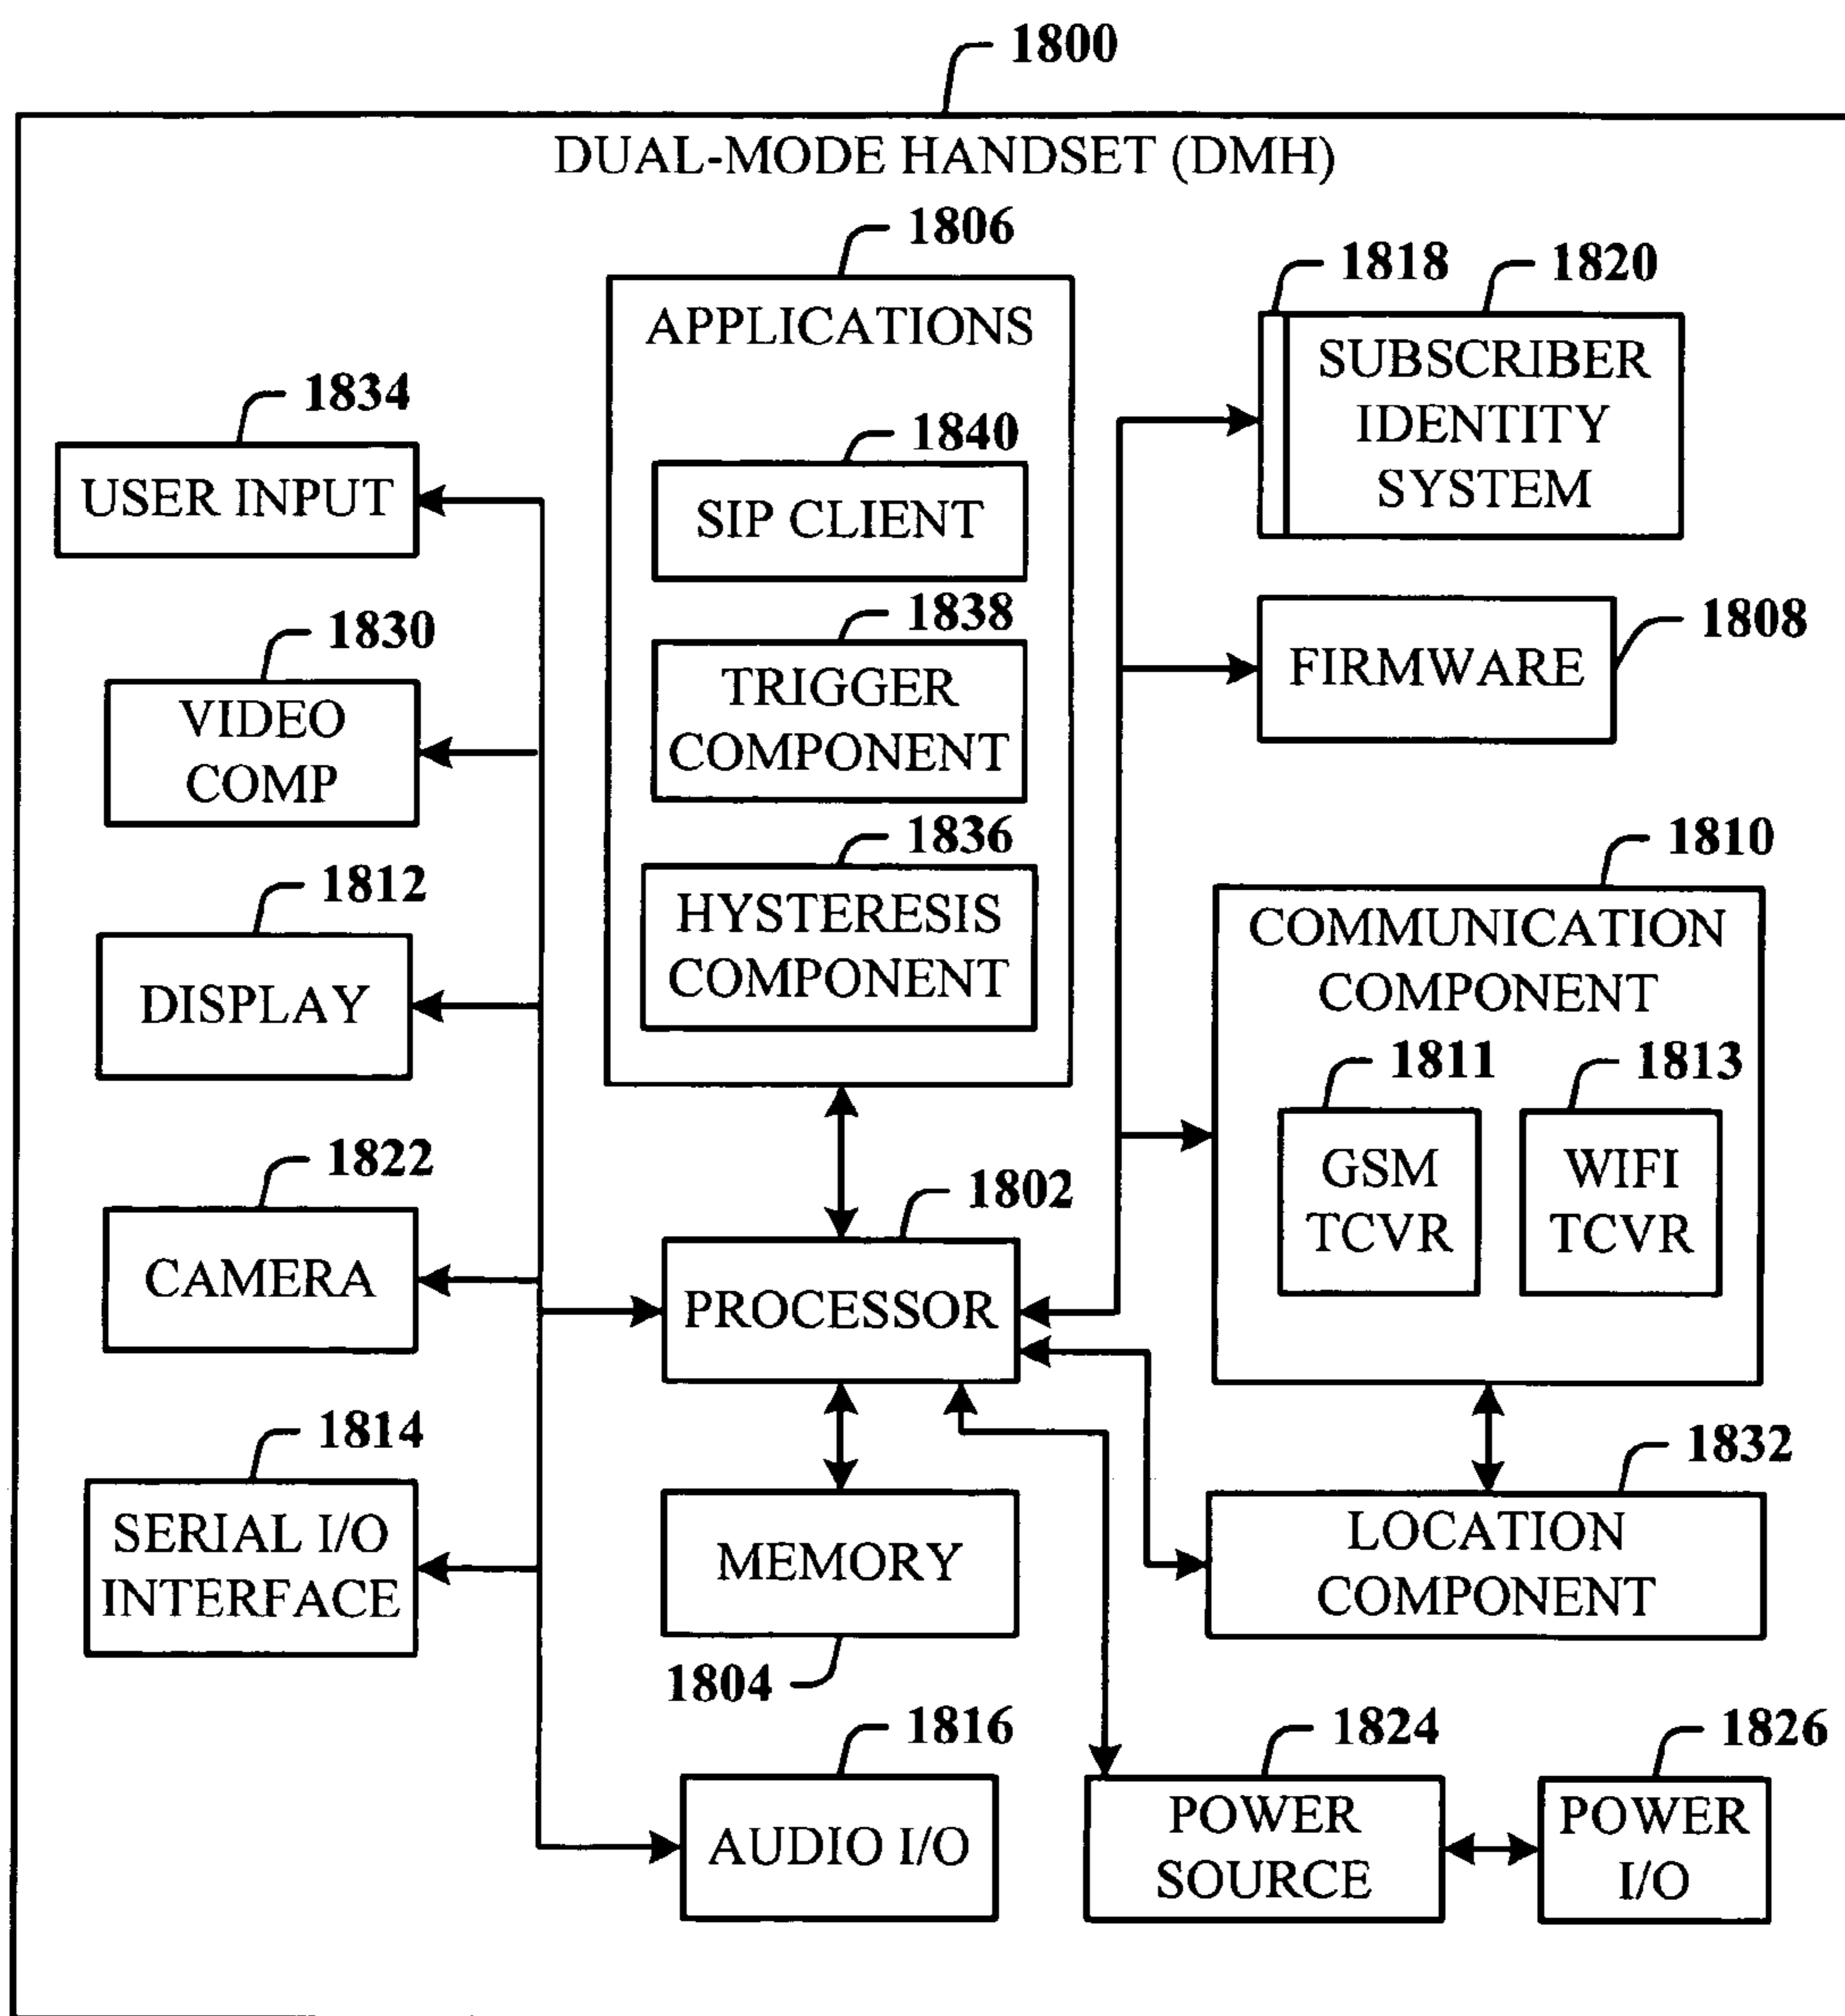 1800
DUAL-MODE HANDSET (DMH)
1806
APPLICATIONS
1840
SIP CLIENT
1838
TRIGGER
COMPONENT
1836
HYSTERESIS
COMPONENT
1818
1820
SUBSCRIBER
IDENTITY
SYSTEM
1834
USER INPUT
1830
VIDEO
COMP
1808
FIRMWARE
1812
DISPLAY
1810
COMMUNICATION
COMPONENT
1811
GSM
TCVR
1813
WIFI
TCVR
1822
CAMERA
1802
PROCESSOR
1814
SERIAL I/O
INTERFACE
MEMORY
1804
1832
LOCATION
COMPONENT
1816
AUDIO I/O
1824
POWER
SOURCE
1826
POWER
I/O